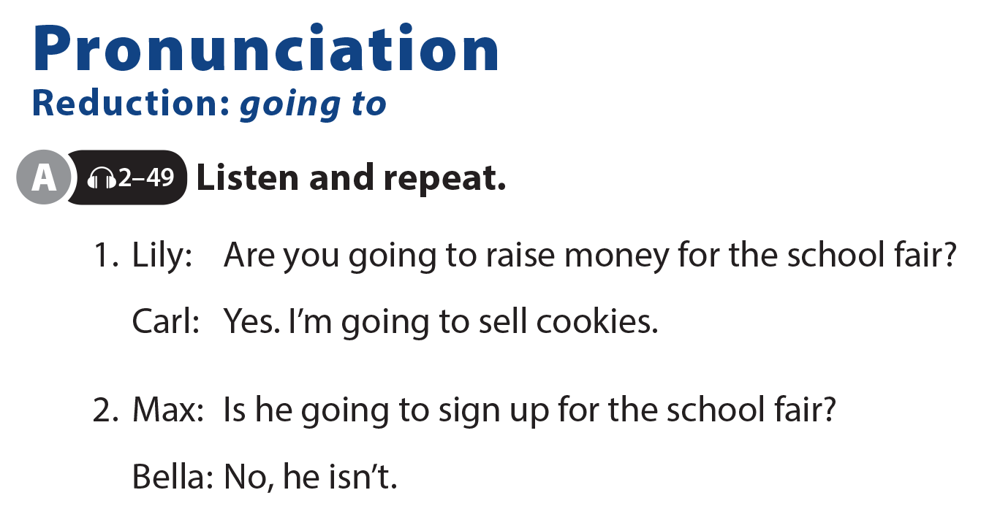 Pronunciation
Reduction: going to
A 2–49 Listen and repeat.
1. Lily: Are you going to raise money for the school fair?
Carl: Yes. I’m going to sell cookies.
2. Max: Is he going to sign up for the school fair?
Bella: No, he isn’t.